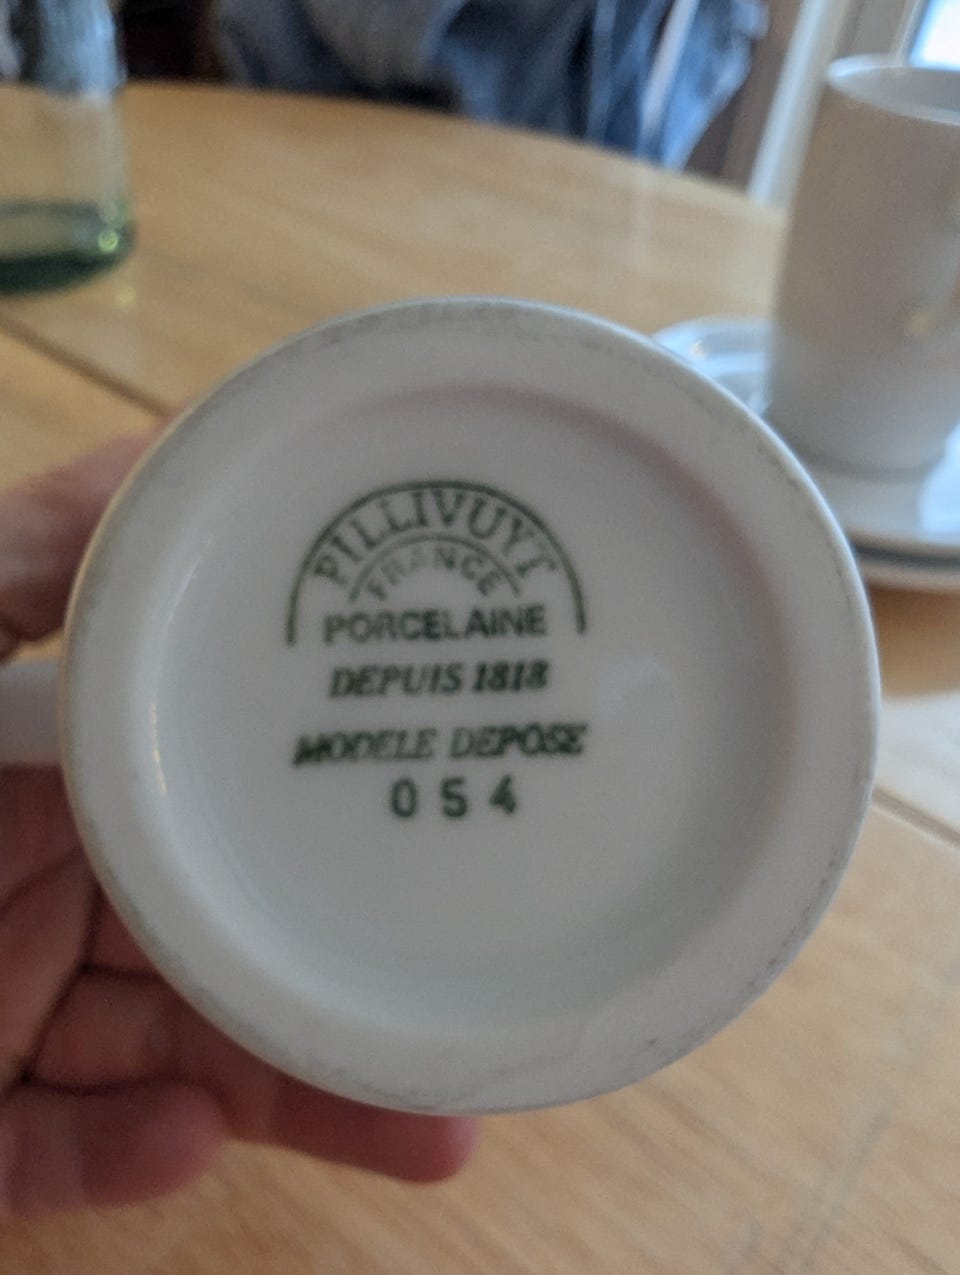 PILLIVUYT
FRANCE
PORCELAINE
DEPUIS 1818
MODELE DEPOSE
054